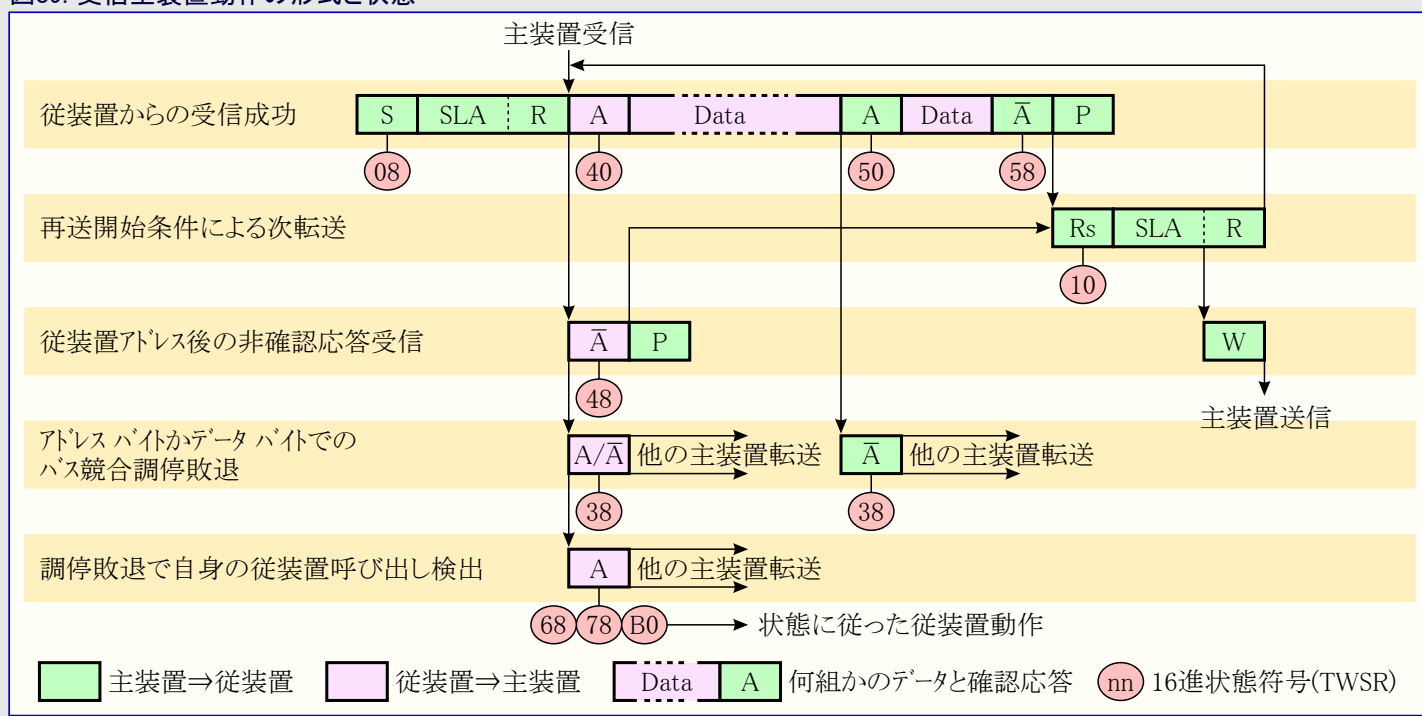 主装置受信
従装置からの受信成功 S SLA R A Data A Data A̅ P
08 40 50 58
再送開始条件による次転送 Rs SLA R
10
従装置アドレス後の非確認応答受信 A̅ P W
48
主装置送信
アドレス バイトかデータ バイトでの
バス競合調停敗退 A/A̅ 他の主装置転送 A̅ 他の主装置転送
38 38
調停敗退で自身の従装置呼び出し検出 A 他の主装置転送
68 78 B0 状態に従った従装置動作
主装置⇒従装置 従装置⇒主装置 Data A 何組かのデータと確認応答 nn 16進状態符号(TWSR)